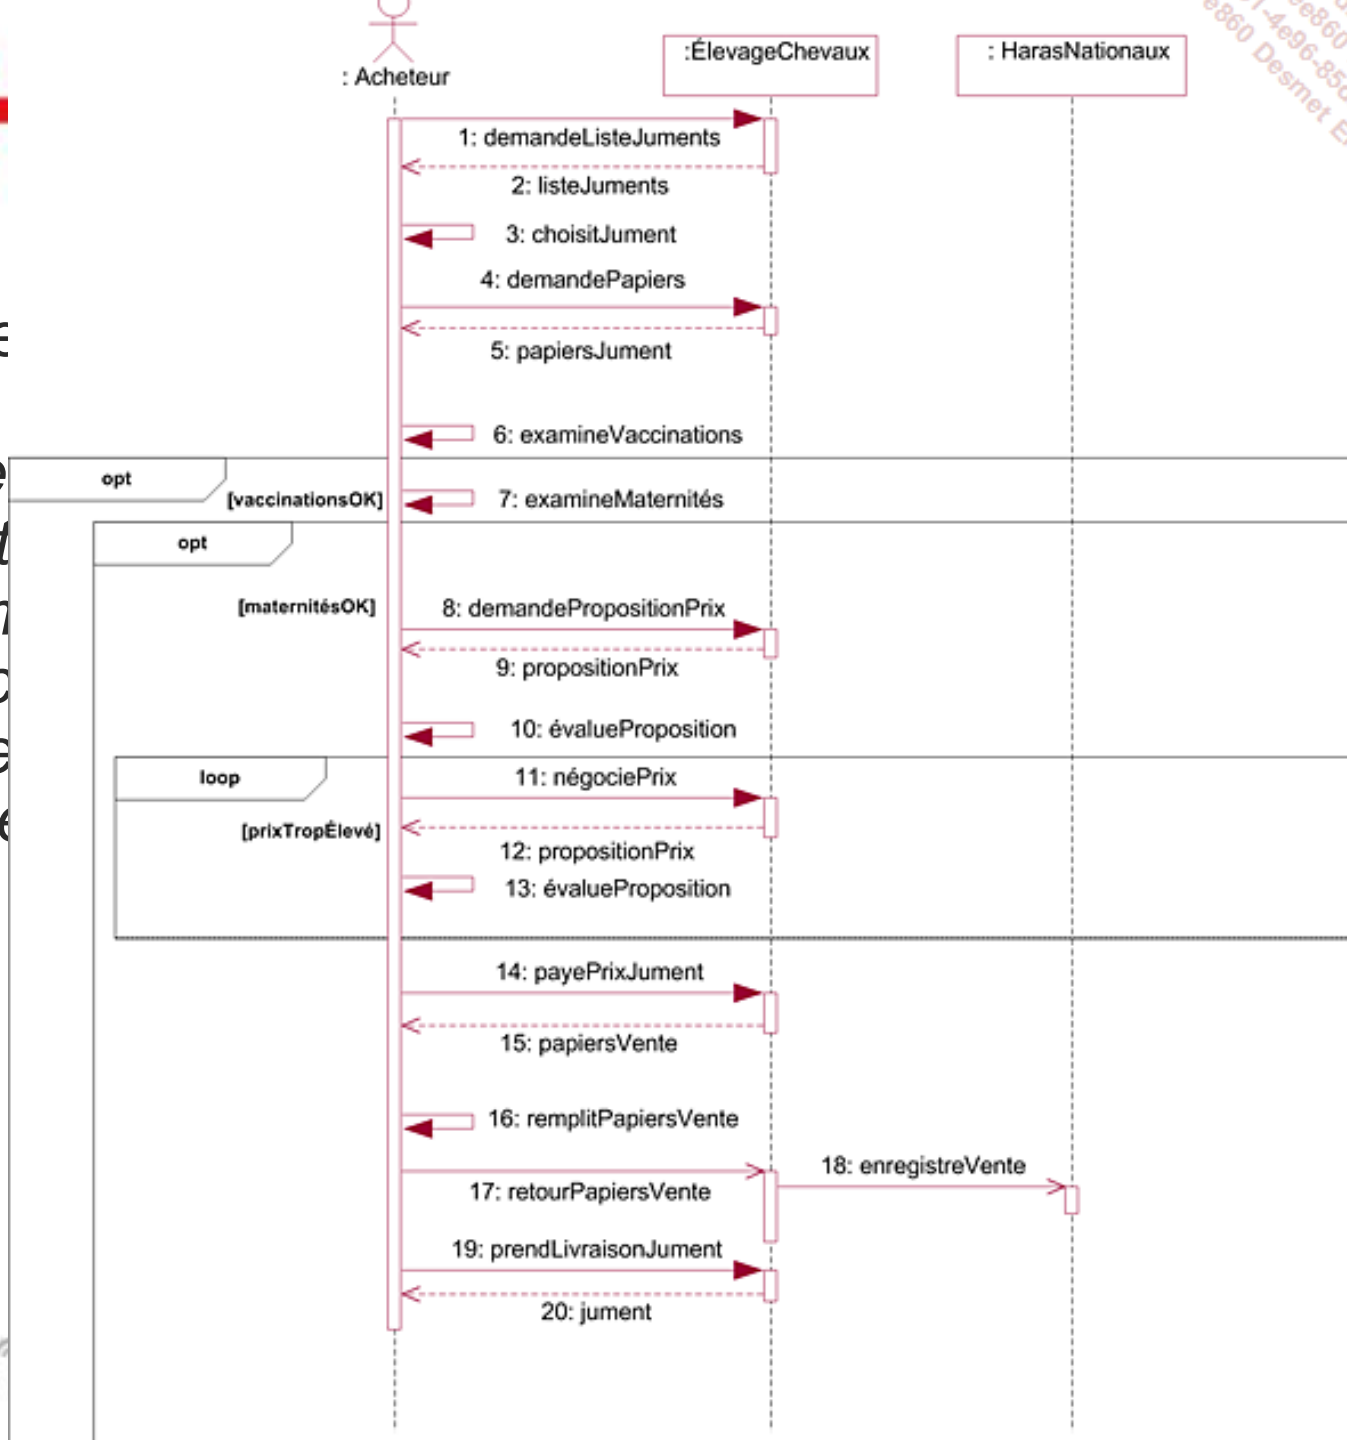 : Acheteur
:ÉlevageChevaux
: HarasNationaux
1: demandeListeJuments
2: listeJuments
3: choisitJument
4: demandePapiers
5: papiersJument
6: examineVaccinations
opt
[vaccinationsOK]
7: examineMaternités
opt
[maternitésOK]
8: demandePropositionPrix
9: propositionPrix
10: évalueProposition
loop
11: négociePrix
[prixTropÉlevé]
12: propositionPrix
13: évalueProposition
14: payePrixJument
15: papiersVente
16: remplitPapiersVente
18: enregistreVente
17: retourPapiersVente
19: prendLivraisonJument
20: jument
e860 Desmet